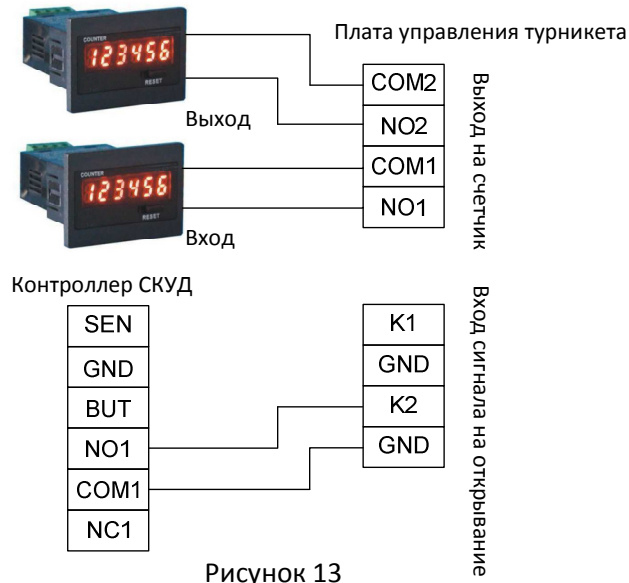 Плата управления турникета
COUNTER
123456
RESET
Выход
COUNTER
123456
RESET
Вход
COM2
NO2
COM1
NO1
Выход на счетчик
Контроллер СКУД
SEN
GND
BUT
NO1
COM1
NC1
K1
GND
K2
GND
Вход сигнала на открывание
Рисунок 13